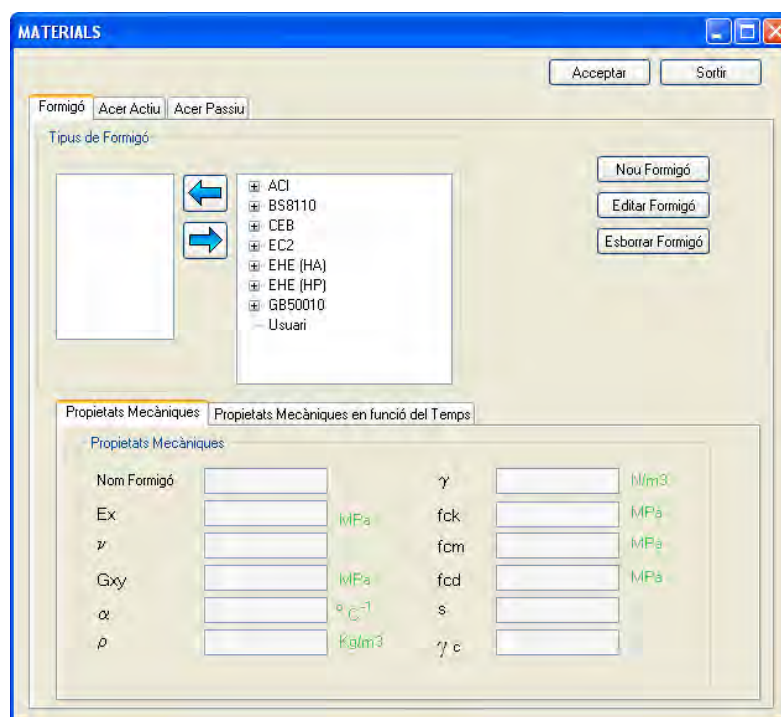 MATERIALS
Acceptar Sortir
Formigó Acer Actiu Acer Passiu
Tipus de Formigó
Nou Formigó
Editar Formigó
Esborrar Formigó
ACI
BS8110
CEB
EC2
EHE (HA)
EHE (HP)
GB50010
Usuari
Propietats Mecàniques Propietats Mecàniques en funció del Temps
Propietats Mecàniques
Nom Formigó γ N/m3
Ex MPa fck MPa
ν fcm MPa
Gxy MPa fcd MPa
α °C⁻¹ s
ρ Kg/m3 γ c